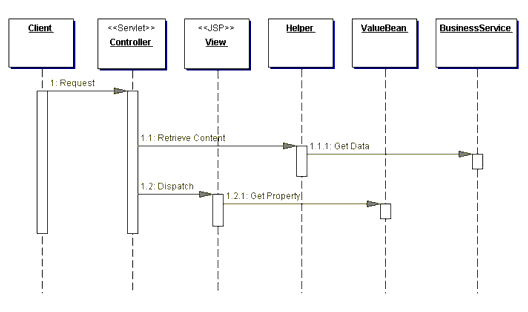 Client
<<Servlet>>
Controller
<<JSP>>
View
Helper
ValueBean
BusinessService
1: Request
1.1: Retrieve Content
1.1.1: Get Data
1.2: Dispatch
1.2.1: Get Property